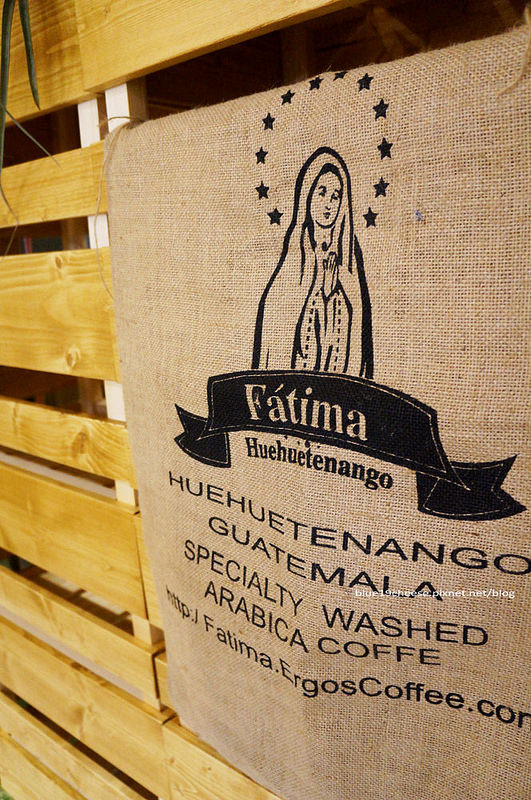 Fátima
Huehuetenango
HUEHUETENANGO
GUATEMALA
SPECIALTY WASHED
ARABICA COFFE
http:/ Fatima.ErgosCoffee.com
blue19cheese.pixnet.net/blog